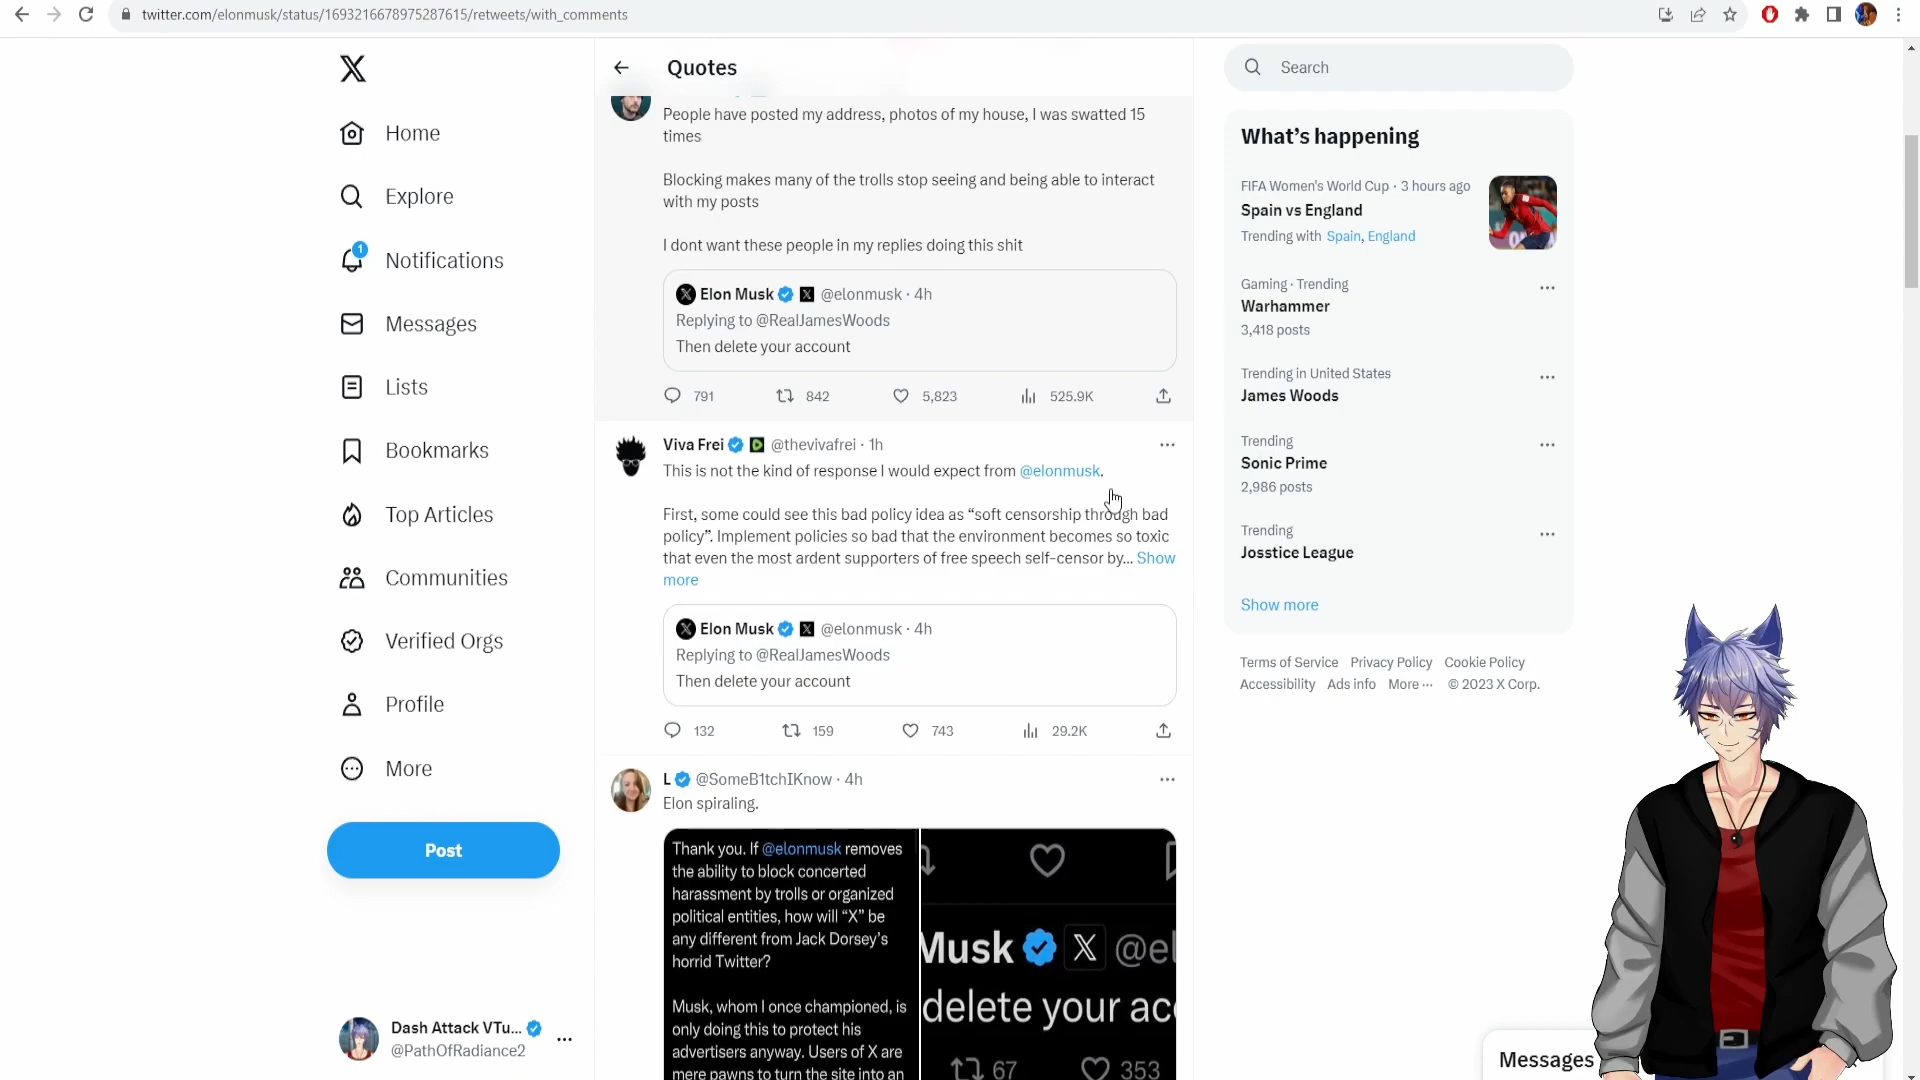 twitter.com/elonmusk/status/1693216678975287615/retweets/with_comments
Home
Explore
1
Notifications
Messages
Lists
Bookmarks
Top Articles
Communities
Verified Orgs
Profile
More
Post
Dash Attack VTu...
@PathOfRadiance2
Quotes
People have posted my address, photos of my house, I was swatted 15
times
Blocking makes many of the trolls stop seeing and being able to interact
with my posts
I dont want these people in my replies doing this shit
Elon Musk @elonmusk · 4h
Replying to @RealJamesWoods
Then delete your account
791 842 5,823 525.9K
Viva Frei @thevivafrei · 1h
This is not the kind of response I would expect from @elonmusk.
First, some could see this bad policy idea as “soft censorship through bad
policy”. Implement policies so bad that the environment becomes so toxic
that even the most ardent supporters of free speech self-censor by... Show
more
Elon Musk @elonmusk · 4h
Replying to @RealJamesWoods
Then delete your account
132 159 743 29.2K
L @SomeB1tchIKnow · 4h
Elon spiraling.
Thank you. If @elonmusk removes
the ability to block concerted
harassment by trolls or organized
political entities, how will “X” be
any different from Jack Dorsey’s
horrid Twitter?
Musk, whom I once championed, is
only doing this to protect his
advertisers anyway. Users of X are
mere pawns to turn the site into an
Musk @el
delete your acc
67 353
Search
What’s happening
FIFA Women's World Cup · 3 hours ago
Spain vs England
Trending with Spain, England
Gaming · Trending
Warhammer
3,418 posts
Trending in United States
James Woods
Trending
Sonic Prime
2,986 posts
Trending
Josstice League
Show more
Terms of Service Privacy Policy Cookie Policy
Accessibility Ads info More ··· © 2023 X Corp.
Messages